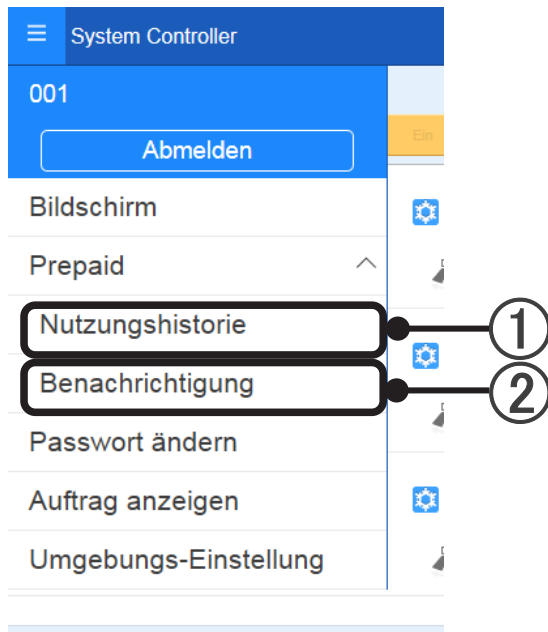 System Controller
001
Abmelden
Ein
Bildschirm
Prepaid
Nutzungshistorie
①
Benachrichtigung
②
Passwort ändern
Auftrag anzeigen
Umgebungs-Einstellung